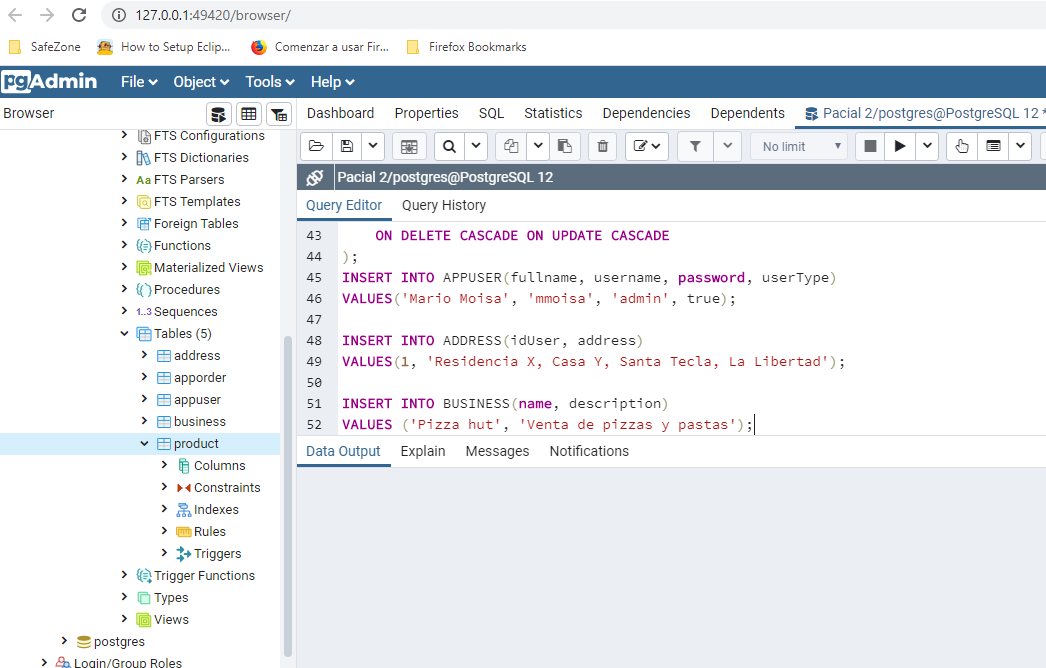 127.0.0.1:49420/browser/
SafeZone How to Setup Eclip... Comenzar a usar Fir... Firefox Bookmarks
pgAdmin File Object Tools Help
Browser Dashboard Properties SQL Statistics Dependencies Dependents Pacial 2/postgres@PostgreSQL 12 *
No limit
Pacial 2/postgres@PostgreSQL 12
Query Editor Query History
FTS Configurations
FTS Dictionaries
Aa FTS Parsers
FTS Templates
Foreign Tables
Functions
Materialized Views
Procedures
1..3 Sequences
Tables (5)
address
apporder
appuser
business
product
Columns
Constraints
Indexes
Rules
Triggers
Trigger Functions
Types
Views
postgres
Login/Group Roles
43 ON DELETE CASCADE ON UPDATE CASCADE
44 );
45 INSERT INTO APPUSER(fullname, username, password, userType)
46 VALUES('Mario Moisa', 'mmoisa', 'admin', true);
47
48 INSERT INTO ADDRESS(idUser, address)
49 VALUES(1, 'Residencia X, Casa Y, Santa Tecla, La Libertad');
50
51 INSERT INTO BUSINESS(name, description)
52 VALUES ('Pizza hut', 'Venta de pizzas y pastas');
Data Output Explain Messages Notifications